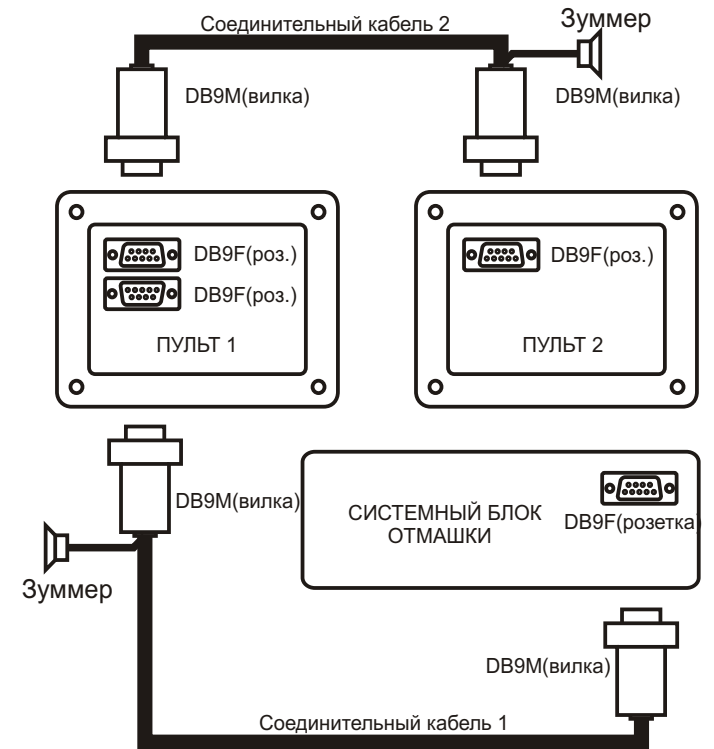 Соединительный кабель 2
Зуммер
DB9M(вилка)
DB9M(вилка)
DB9F(роз.)
DB9F(роз.)
ПУЛЬТ 1
DB9F(роз.)
ПУЛЬТ 2
DB9M(вилка)
Зуммер
СИСТЕМНЫЙ БЛОК
ОТМАШКИ
DB9F(розетка)
DB9M(вилка)
Соединительный кабель 1